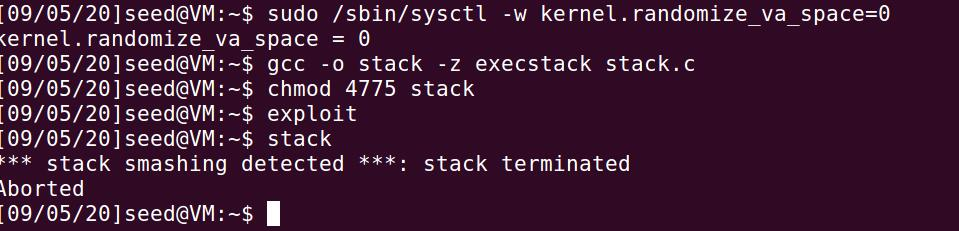 [09/05/20]seed@VM:~$ sudo /sbin/sysctl -w kernel.randomize_va_space=0
kernel.randomize_va_space = 0
[09/05/20]seed@VM:~$ gcc -o stack -z execstack stack.c
[09/05/20]seed@VM:~$ chmod 4775 stack
[09/05/20]seed@VM:~$ exploit
[09/05/20]seed@VM:~$ stack
*** stack smashing detected ***: stack terminated
Aborted
[09/05/20]seed@VM:~$